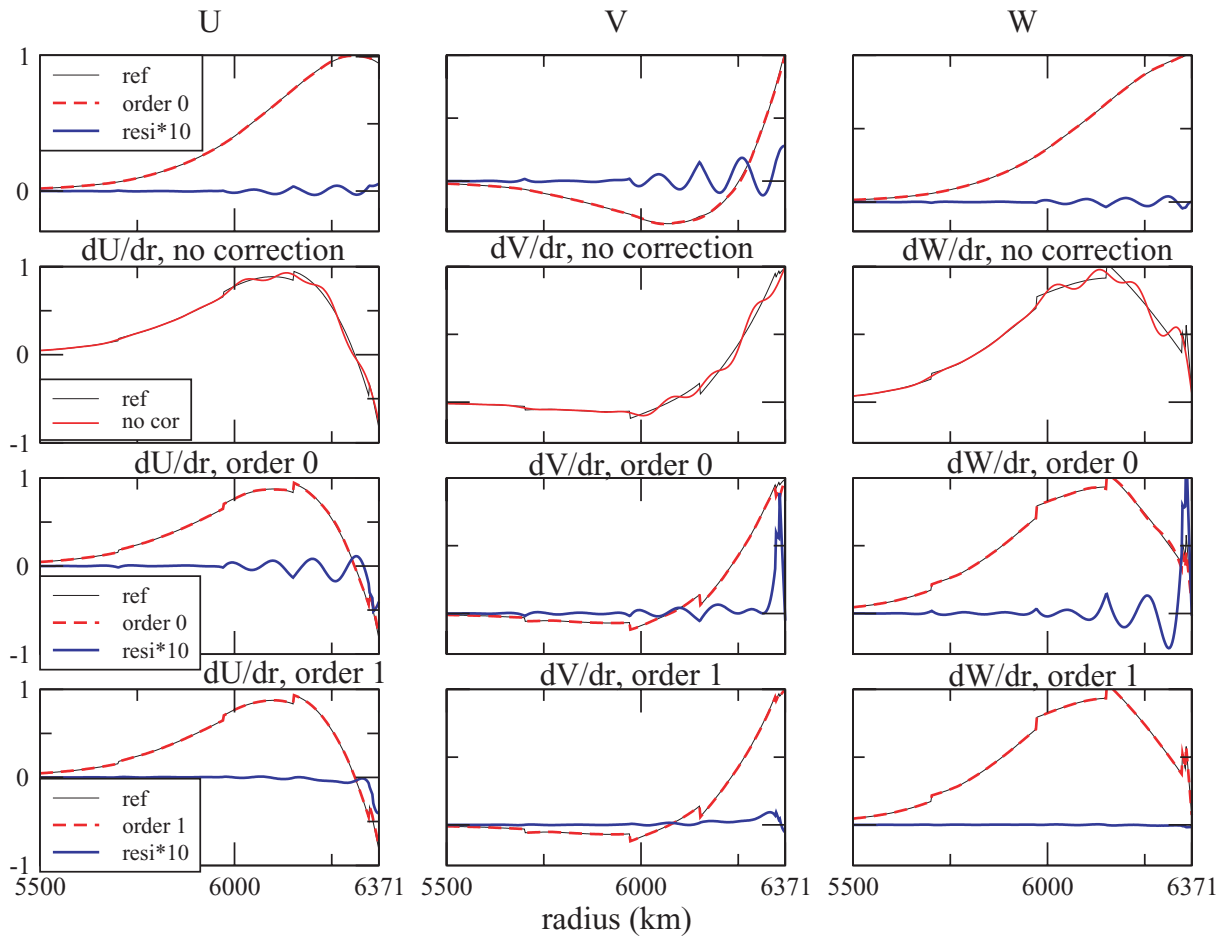 U V W
1
0
ref
order 0
resi*10
dU/dr, no correction
dV/dr, no correction
dW/dr, no correction
1
0
-1
ref
no cor
dU/dr, order 0
dV/dr, order 0
dW/dr, order 0
1
0
-1
ref
order 0
resi*10
dU/dr, order 1
dV/dr, order 1
dW/dr, order 1
1
0
-1
ref
order 1
resi*10
5500 6000 6371 5500 6000 6371 5500 6000 6371
radius (km)